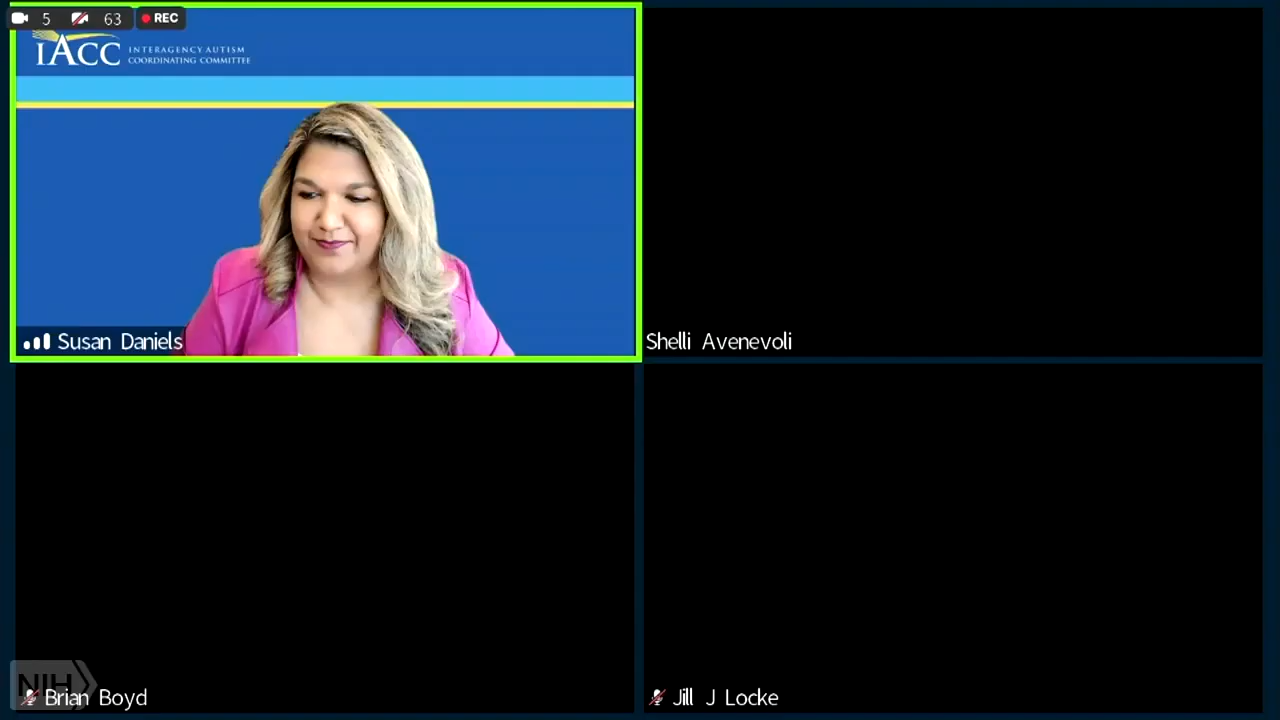 5 63 REC
IACC INTERAGENCY AUTISM
COORDINATING COMMITTEE
Susan Daniels
Shelli Avenevoli
NIH
Brian Boyd
Jill J Locke